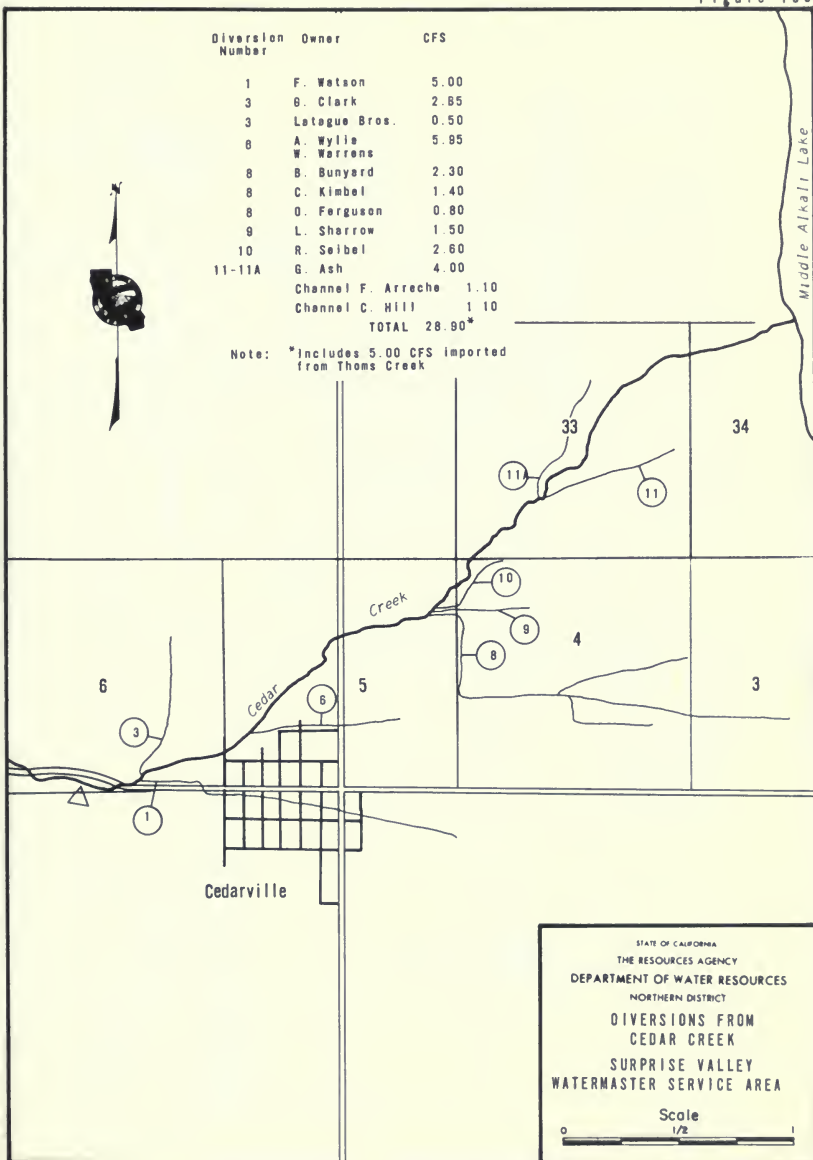 Diversion Number Owner CFS
1 F. Watson 5.00
3 G. Clark 2.85
3 Latague Bros. 0.50
6 A. Wylie 5.95
W. Warrens
8 B. Bunyard 2.30
8 C. Kimbel 1.40
8 O. Ferguson 0.80
9 L. Sharrow 1.50
10 R. Seibel 2.60
11-11A G. Ash 4.00
Channel F. Arreche 1.10
Channel C. Hill 1 10
TOTAL 28.90*
Note: *Includes 5.00 CFS imported
from Thoms Creek
N
Middle Alkali Lake
33
34
11A
11
10
9
8
4
3
Cedar Creek
6
5
6
3
1
Cedarville
STATE OF CALIFORNIA
THE RESOURCES AGENCY
DEPARTMENT OF WATER RESOURCES
NORTHERN DISTRICT
DIVERSIONS FROM
CEDAR CREEK
SURPRISE VALLEY
WATERMASTER SERVICE AREA
Scale
0 1/2 1